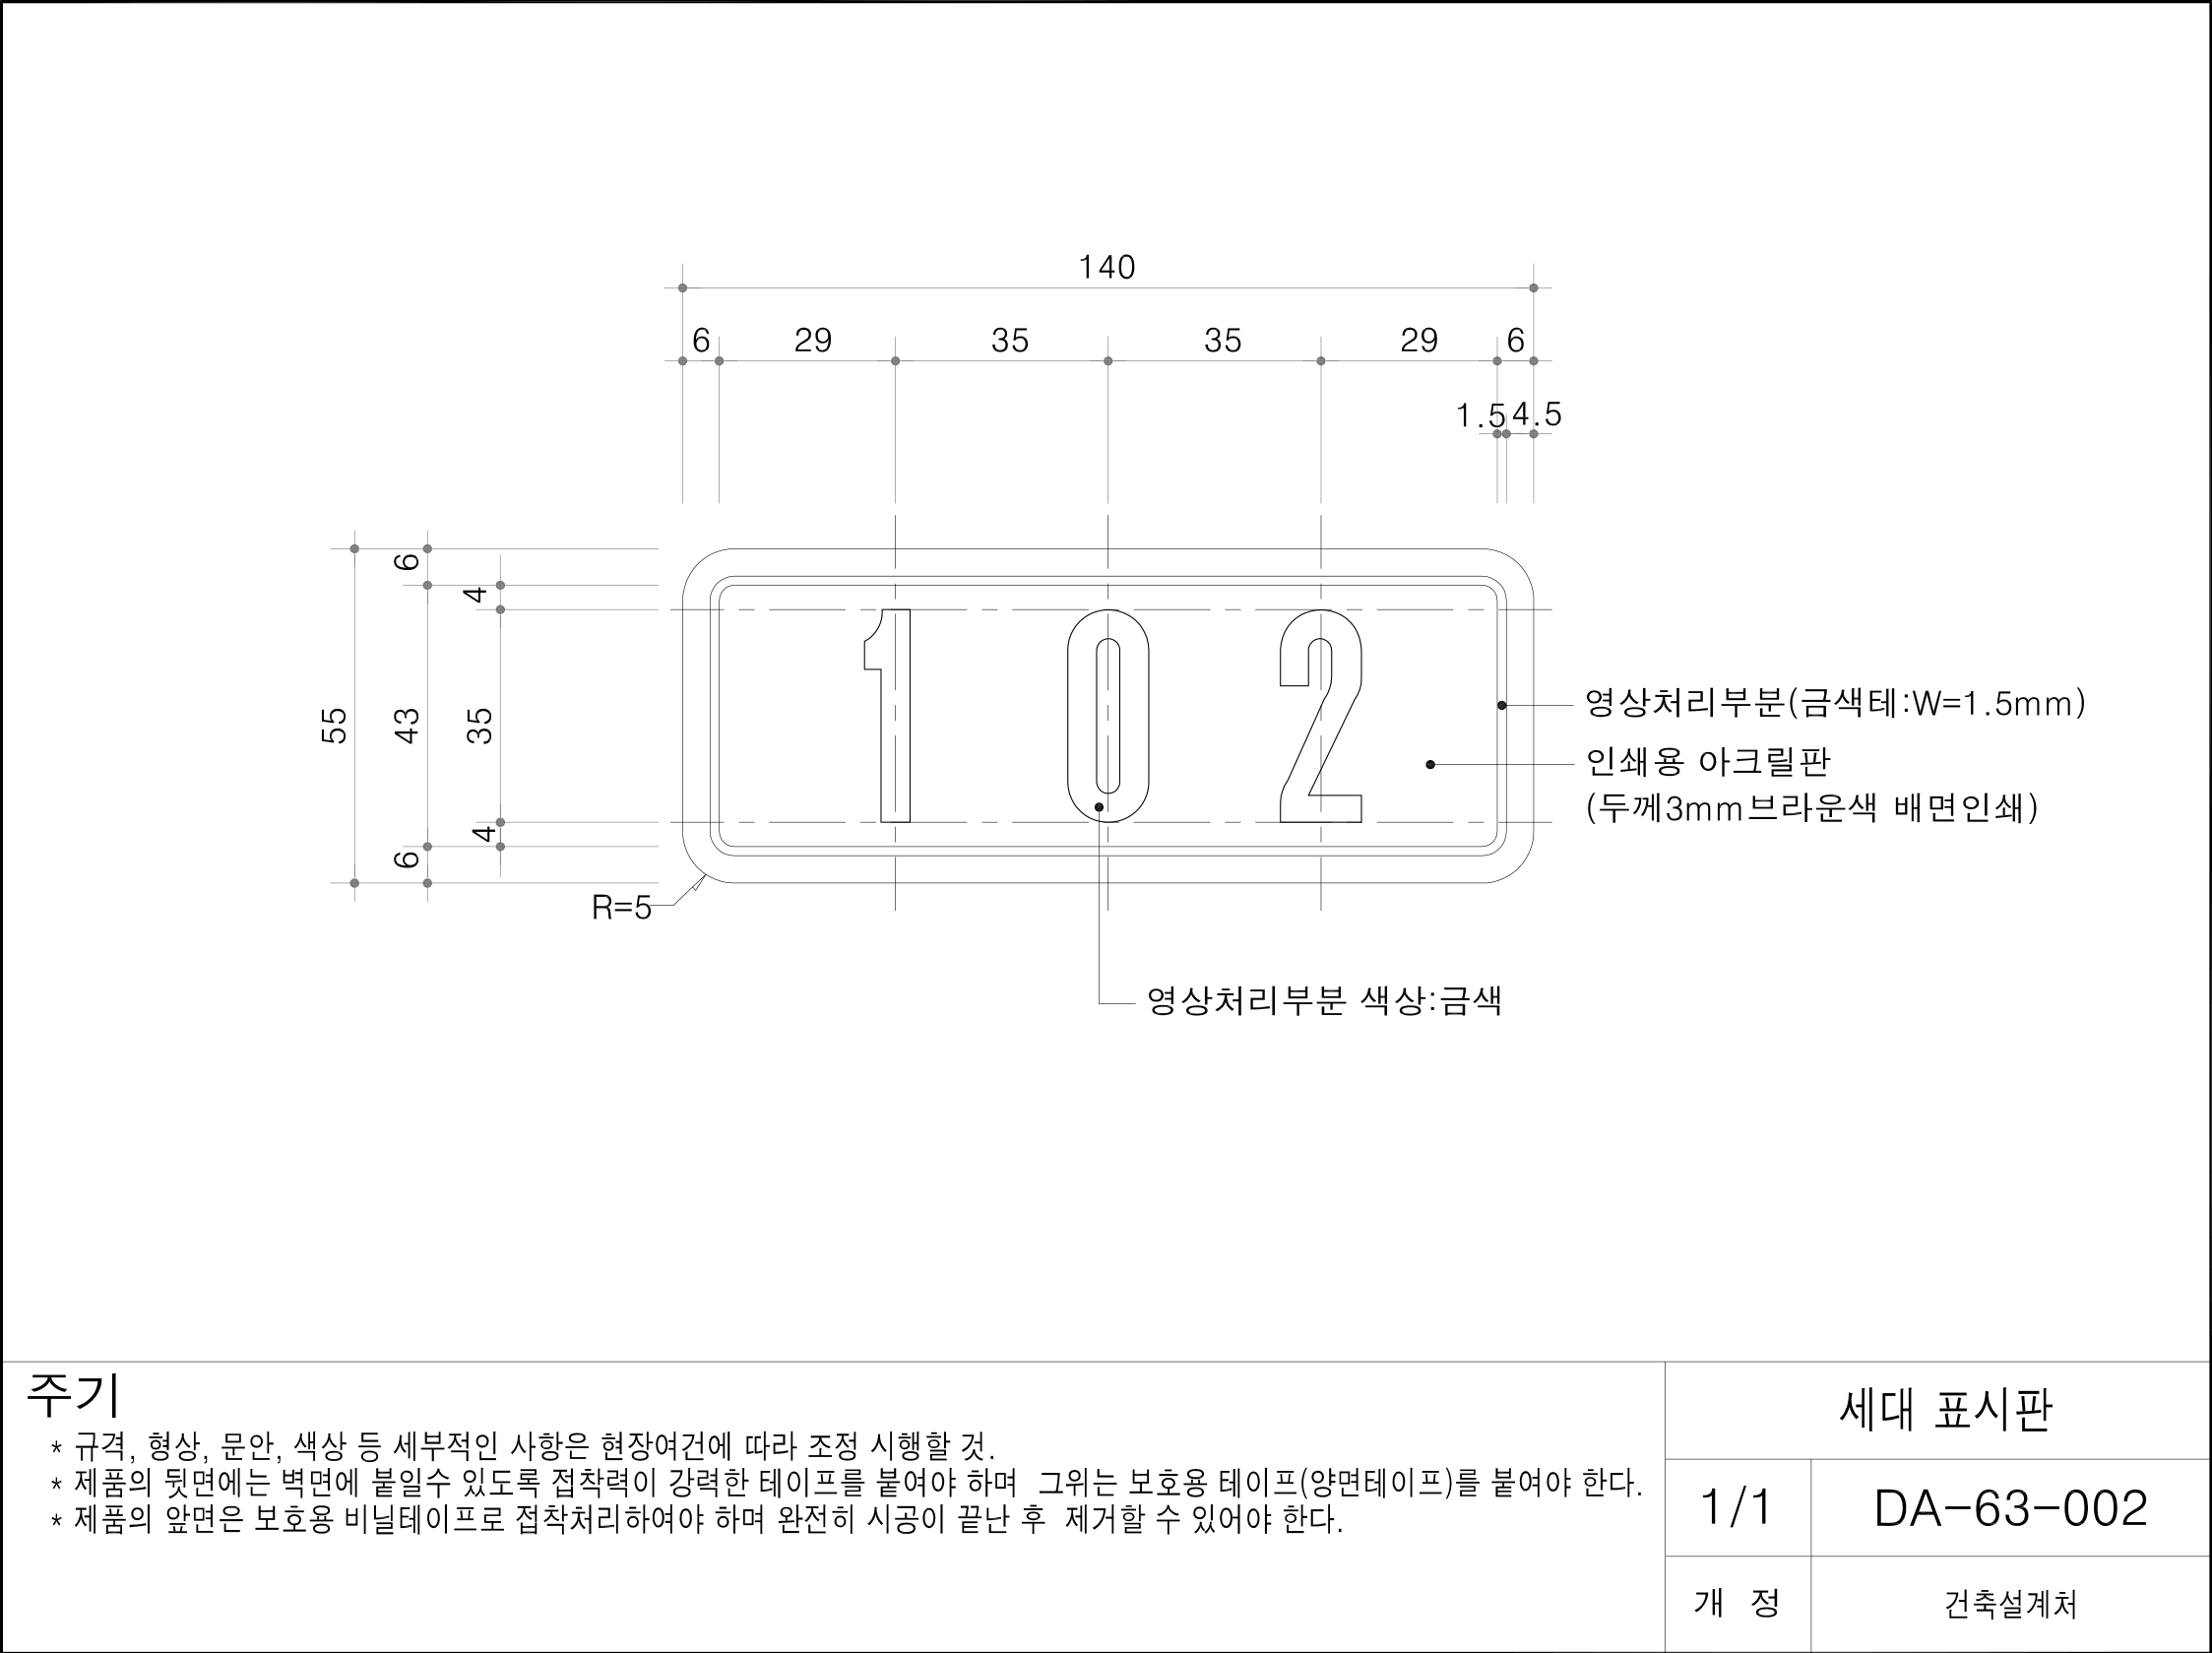 140
6 29 35 35 29 6
1.5 4.5
6
4
55 43 35
4
6
102
영상처리부분(금색테:W=1.5mm)
인쇄용 아크릴판
(두께3mm브라운색 배면인쇄)
R=5
영상처리부분 색상:금색
주기
* 규격, 형상, 문안, 색상 등 세부적인 사항은 현장여건에 따라 조정 시행할 것.
* 제품의 뒷면에는 벽면에 붙일수 있도록 접착력이 강력한 테이프를 붙여야 하며 그위는 보호용 테이프(양면테이프)를 붙여야 한다.
* 제품의 앞면은 보호용 비닐테이프로 접착처리하여야 하며 완전히 시공이 끝난 후 제거할 수 있어야 한다.
세대 표시판
1/1 DA-63-002
개 정 건축설계처